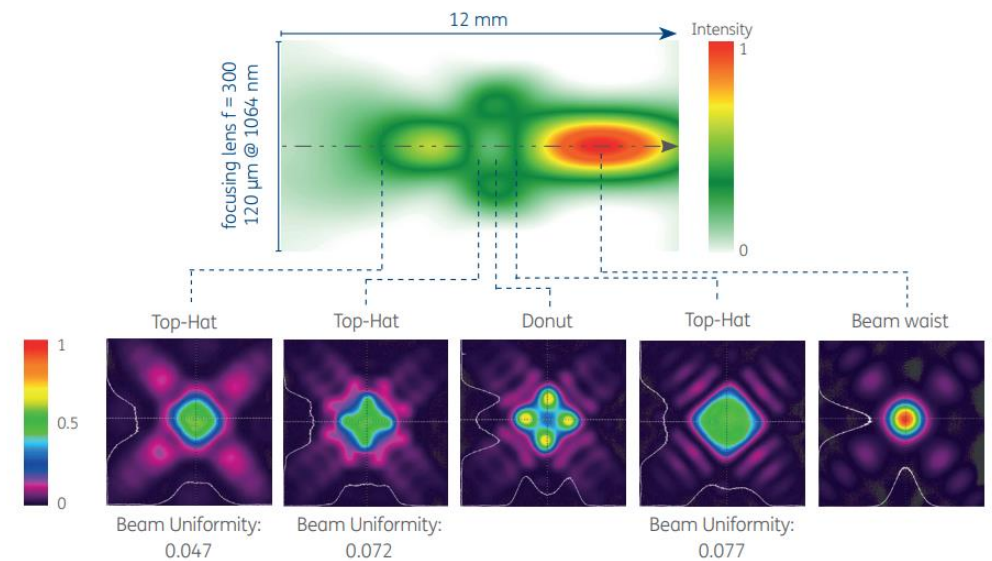 12 mm
Intensity
1
0
focusing lens f = 300
120 µm @ 1064 nm
Top-Hat
Top-Hat
Donut
Top-Hat
Beam waist
1
0.5
0
Beam Uniformity:
0.047
Beam Uniformity:
0.072
Beam Uniformity:
0.077